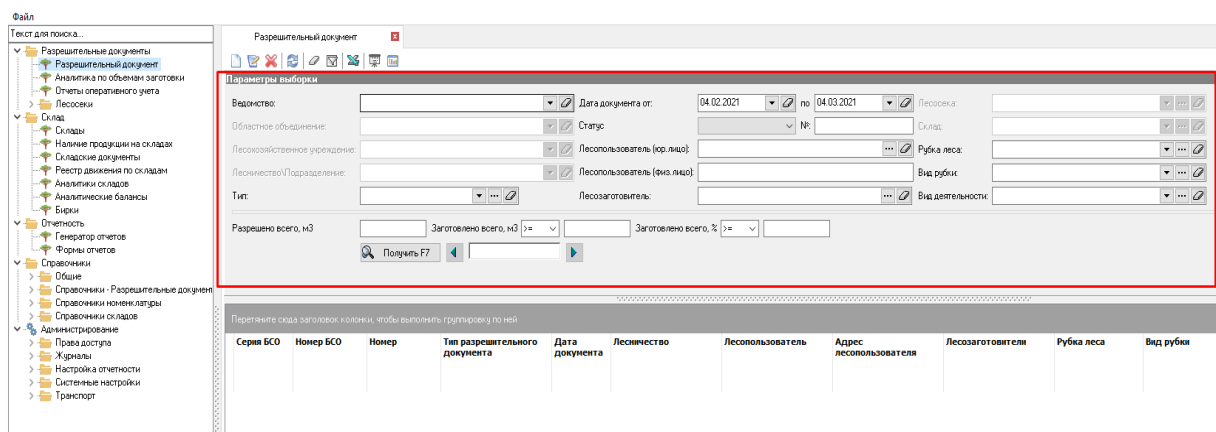 Файл
Текст для поиска...
Разрешительные документы
Разрешительный документ
Аналитика по объемам заготовки
Отчеты оперативного учета
Лесосеки
Склад
Склады
Наличие продукции на складах
Складские документы
Реестр движения по складам
Аналитики складов
Аналитические балансы
Бирки
Отчетность
Генератор отчетов
Формы отчетов
Справочники
Общие
Справочники - Разрешительные документ
Справочники номенклатуры
Справочники складов
Администрирование
Права доступа
Журналы
Настройка отчетности
Системные настройки
Транспорт
Разрешительный документ
Параметры выборки
Ведомство: Дата документа от: 04.02.2021 по 04.03.2021 Лесосека:
Областное объединение: Статус №: Склад:
Лесохозяйственное учреждение: Лесопользователь (юр.лицо): Рубка леса:
Лесничество\Подразделение: Лесопользователь (физ.лицо): Вид рубки:
Тип: Лесозаготовитель: Вид деятельности:
Разрешено всего, м3 Заготовлено всего, м3 >= Заготовлено всего, % >=
Получить F7
Перетяните сюда заголовок колонки, чтобы выполнить группировку по ней
Серия БСО Номер БСО Номер Тип разрешительного документа Дата документа Лесничество Лесопользователь Адрес лесопользователя Лесозаготовители Рубка леса Вид рубки